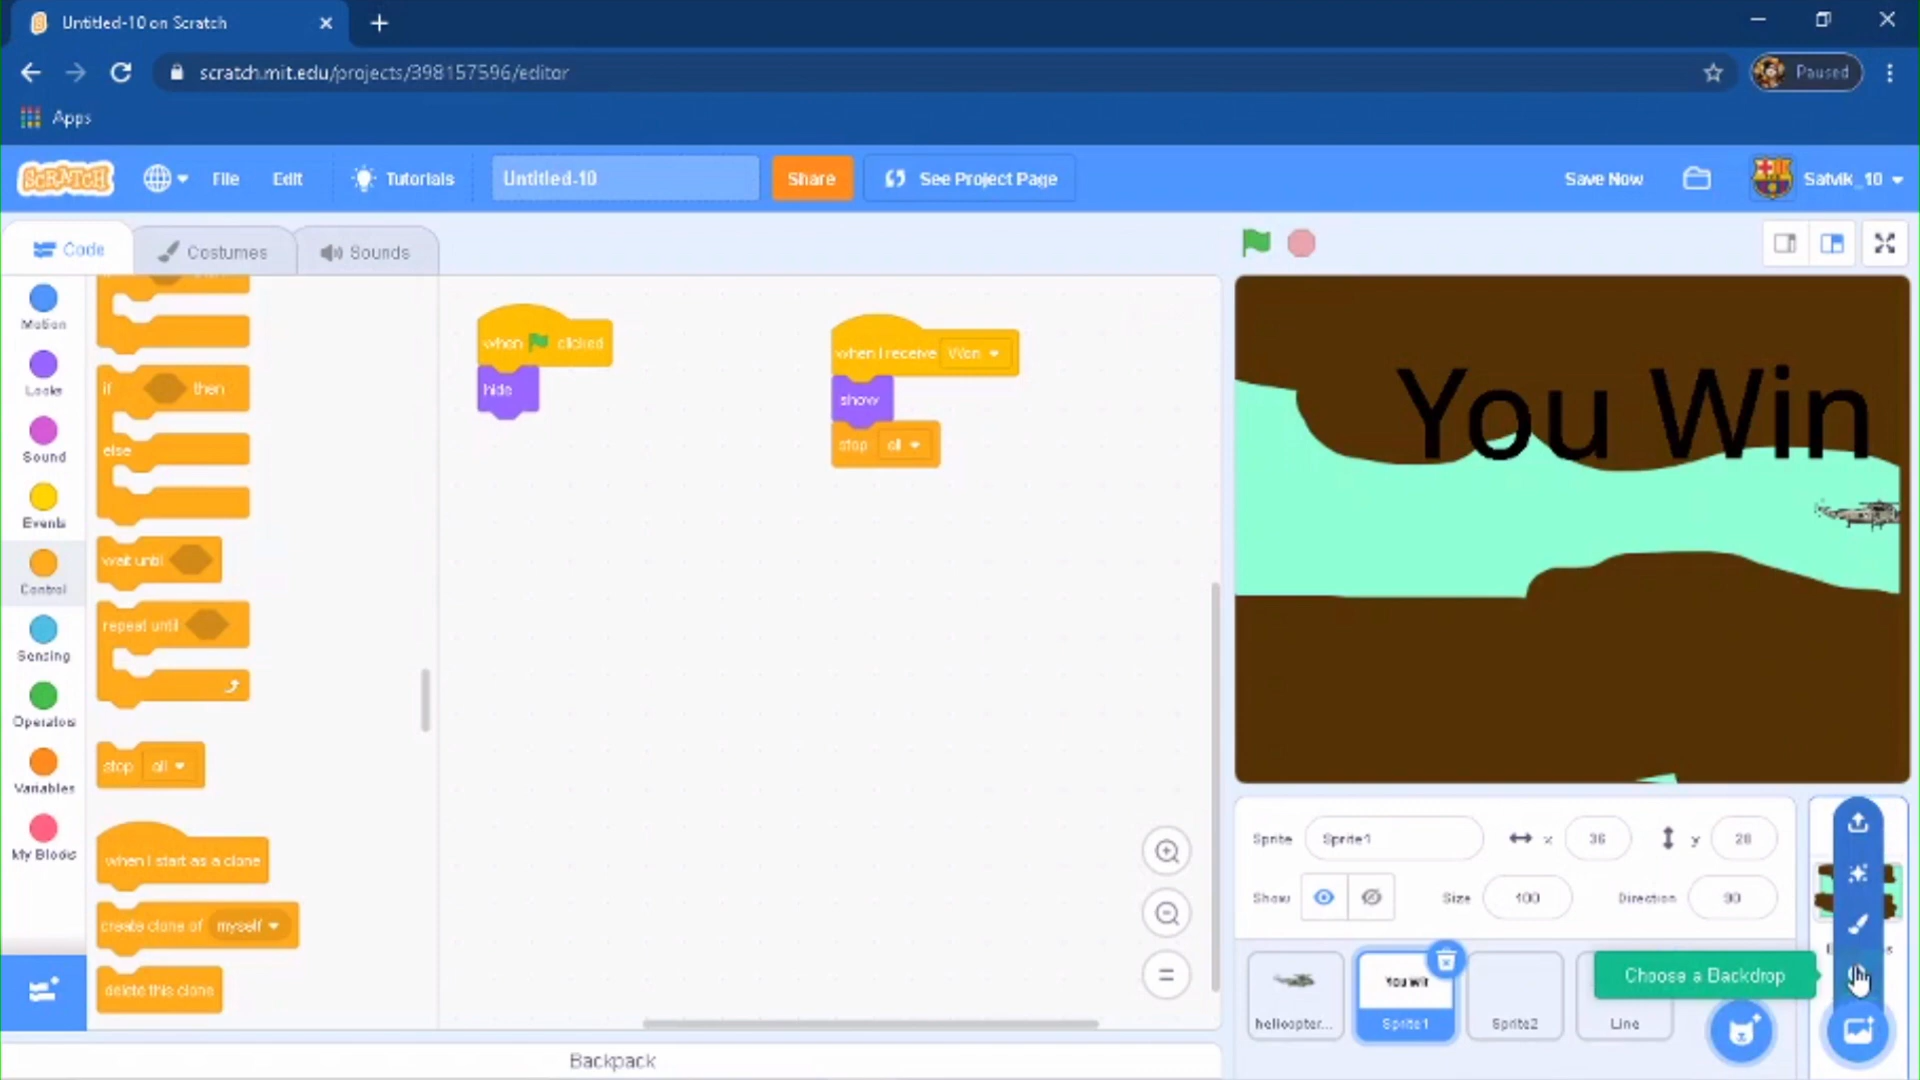 Untitled-10 on Scratch
scratch.mit.edu/projects/398157596/editor
Paused
Apps
SCRATCH
File
Edit
Tutorials
Untitled-10
Share
See Project Page
Save Now
Satvik_10
Code
Costumes
Sounds
Motion
Looks
Sound
Events
Control
Sensing
Operators
Variables
My Blocks
if then
else
wait until
repeat until
stop all
when I start as a clone
create clone of myself
delete this clone
when clicked
hide
when I receive Won
show
stop all
You Win
Sprite
Sprite1
x
36
y
28
Show
Size
100
Direction
90
helicopter...
You Win
Sprite1
Sprite2
Line
Choose a Backdrop
Backpack